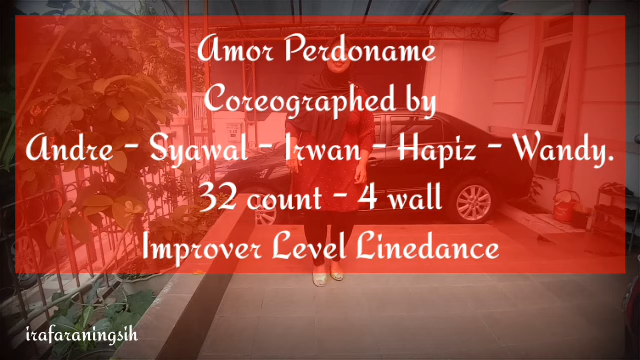 Amor Perdoname
Coreographed by
Andre - Syawal - Irwan - Hapiz - Wandy.
32 count - 4 wall
Improver Level Linedance
irafaraningsih